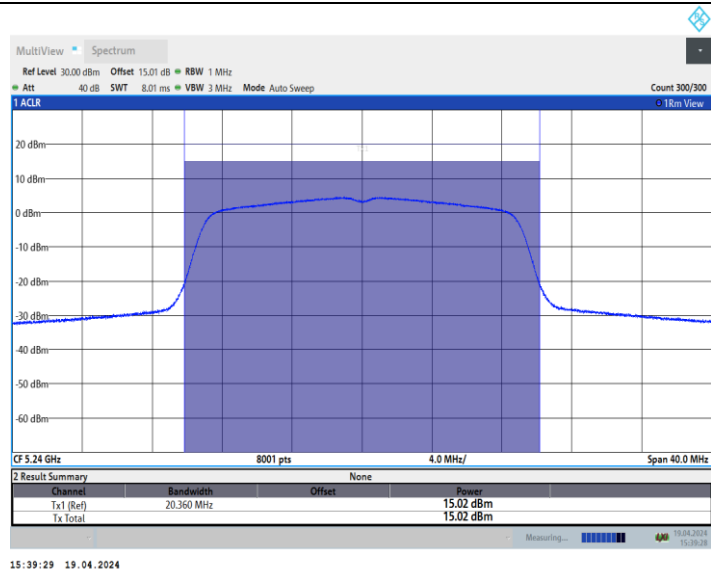 MultiView Spectrum
Ref Level 30.00 dBm Offset 15.01 dB RBW 1 MHz
Att 40 dB SWT 8.01 ms VBW 3 MHz Mode Auto Sweep Count 300/300
1 ACLR 1Rm View
20 dBm
10 dBm
0 dBm
-10 dBm
-20 dBm
-30 dBm
-40 dBm
-50 dBm
-60 dBm
CF 5.24 GHz 8001 pts 4.0 MHz/ Span 40.0 MHz
2 Result Summary None
Channel Bandwidth Offset Power
Tx1 (Ref) 20.360 MHz 15.02 dBm
Tx Total 15.02 dBm
Measuring... 19.04.2024
15:39:28
15:39:29 19.04.2024